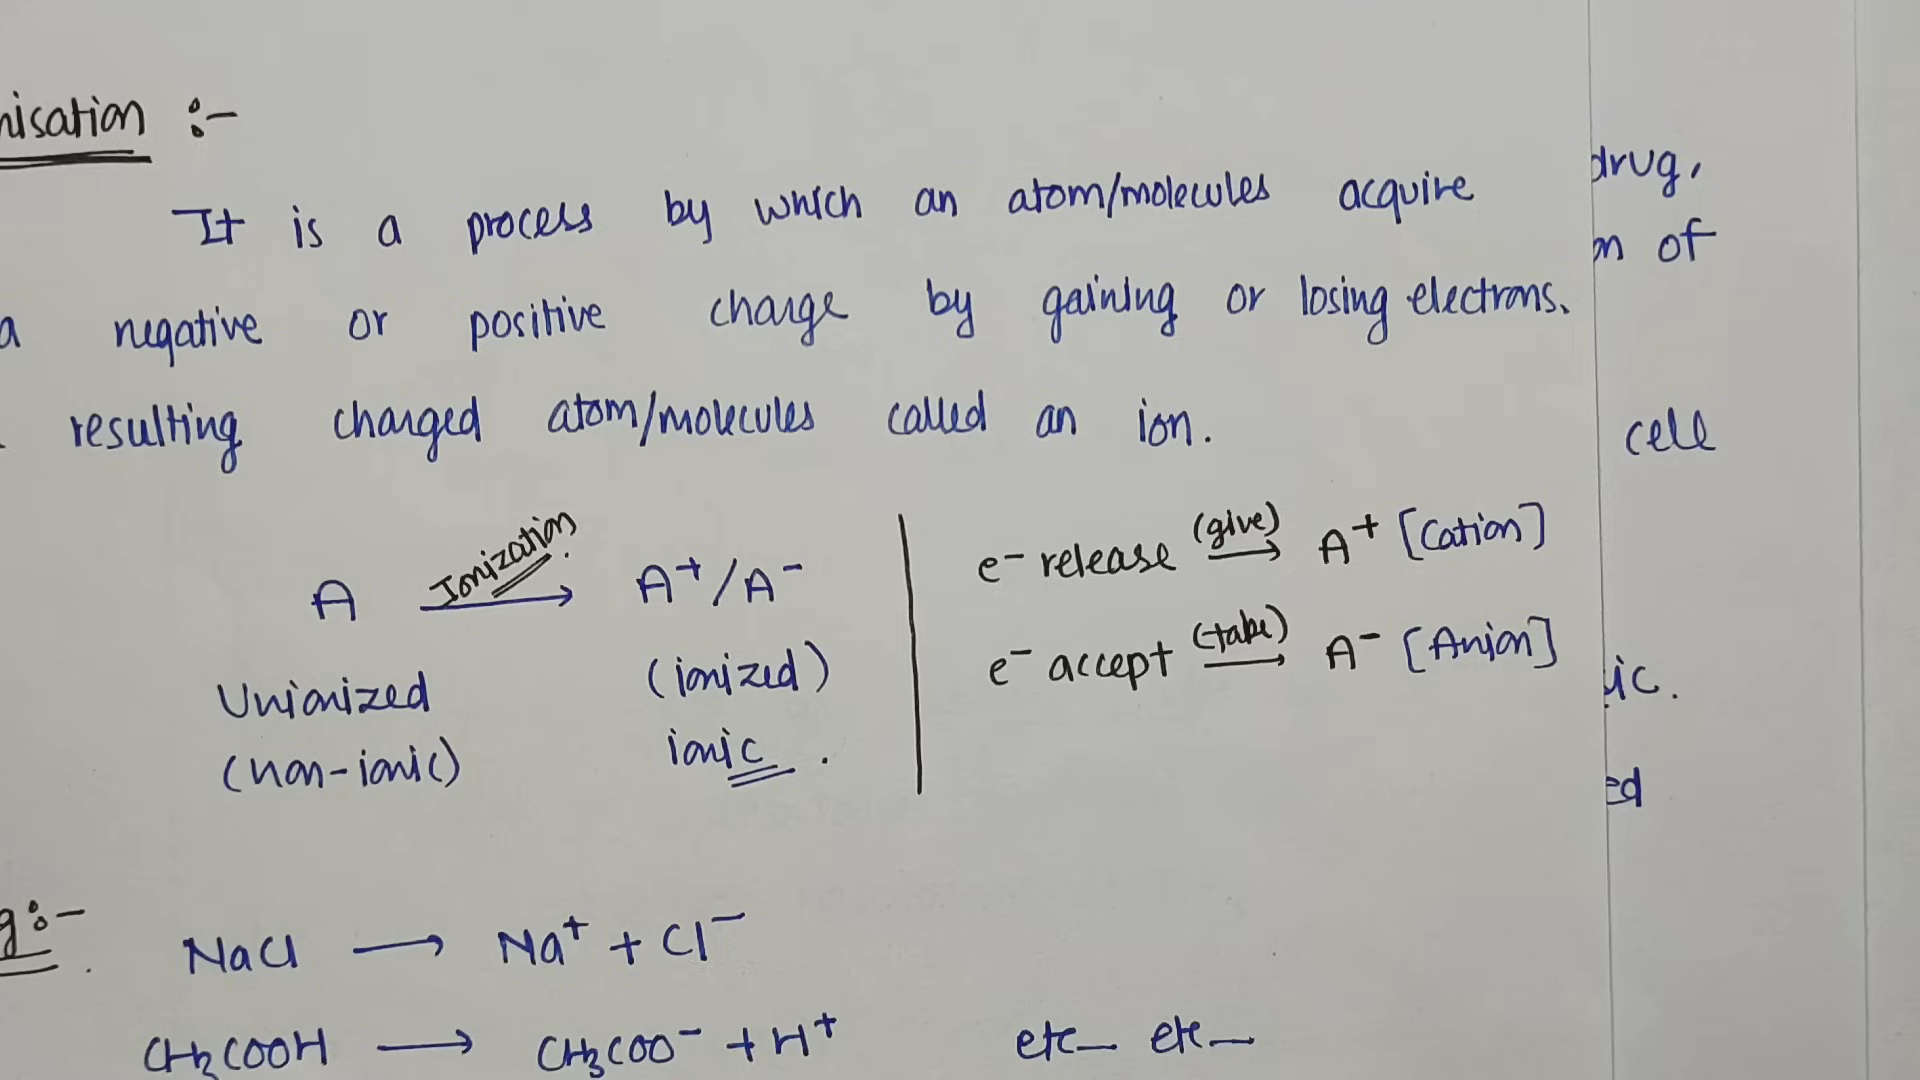 nisation :-
It is a process by which an atom/molecules acquire
a negative or positive charge by gaining or losing electrons.
resulting charged atom/molecules called an ion.
A Ionization. → A⁺/A⁻
Unionized (ionized)
(non-ionic) ionic.
e⁻ release (give) → A⁺ [Cation]
e⁻ accept (take) → A⁻ [Anion]
g:-
NaCl → Na⁺ + Cl⁻
CH₃COOH → CH₃COO⁻ + H⁺ etc— etc—
drug,
n of
cell
ic.
ed